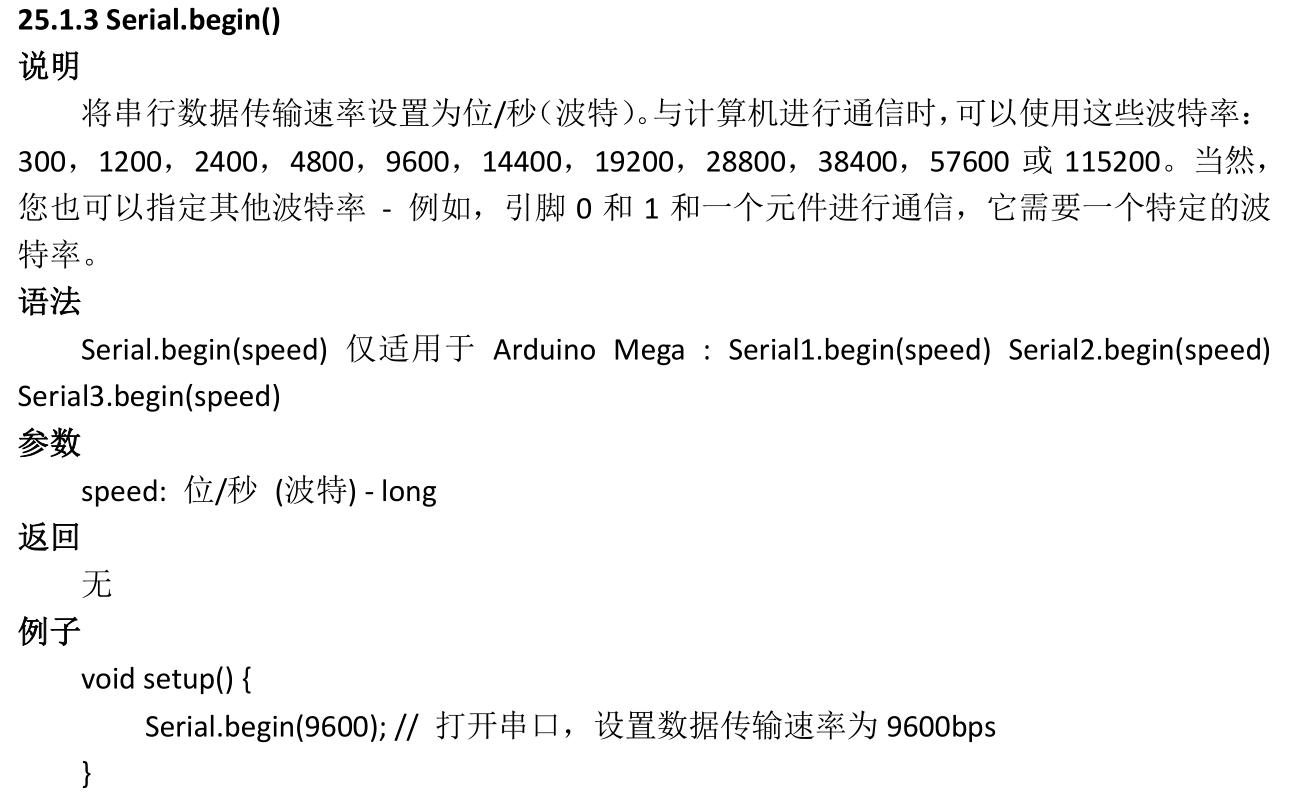 25.1.3 Serial.begin()
说明
将串行数据传输速率设置为位/秒（波特）。与计算机进行通信时，可以使用这些波特率：
300，1200，2400，4800，9600，14400，19200，28800，38400，57600 或 115200。当然，
您也可以指定其他波特率 - 例如，引脚 0 和 1 和一个元件进行通信，它需要一个特定的波
特率。
语法
Serial.begin(speed) 仅适用于 Arduino Mega : Serial1.begin(speed) Serial2.begin(speed)
Serial3.begin(speed)
参数
speed: 位/秒 (波特) - long
返回
无
例子
void setup() {
Serial.begin(9600); // 打开串口，设置数据传输速率为 9600bps
}